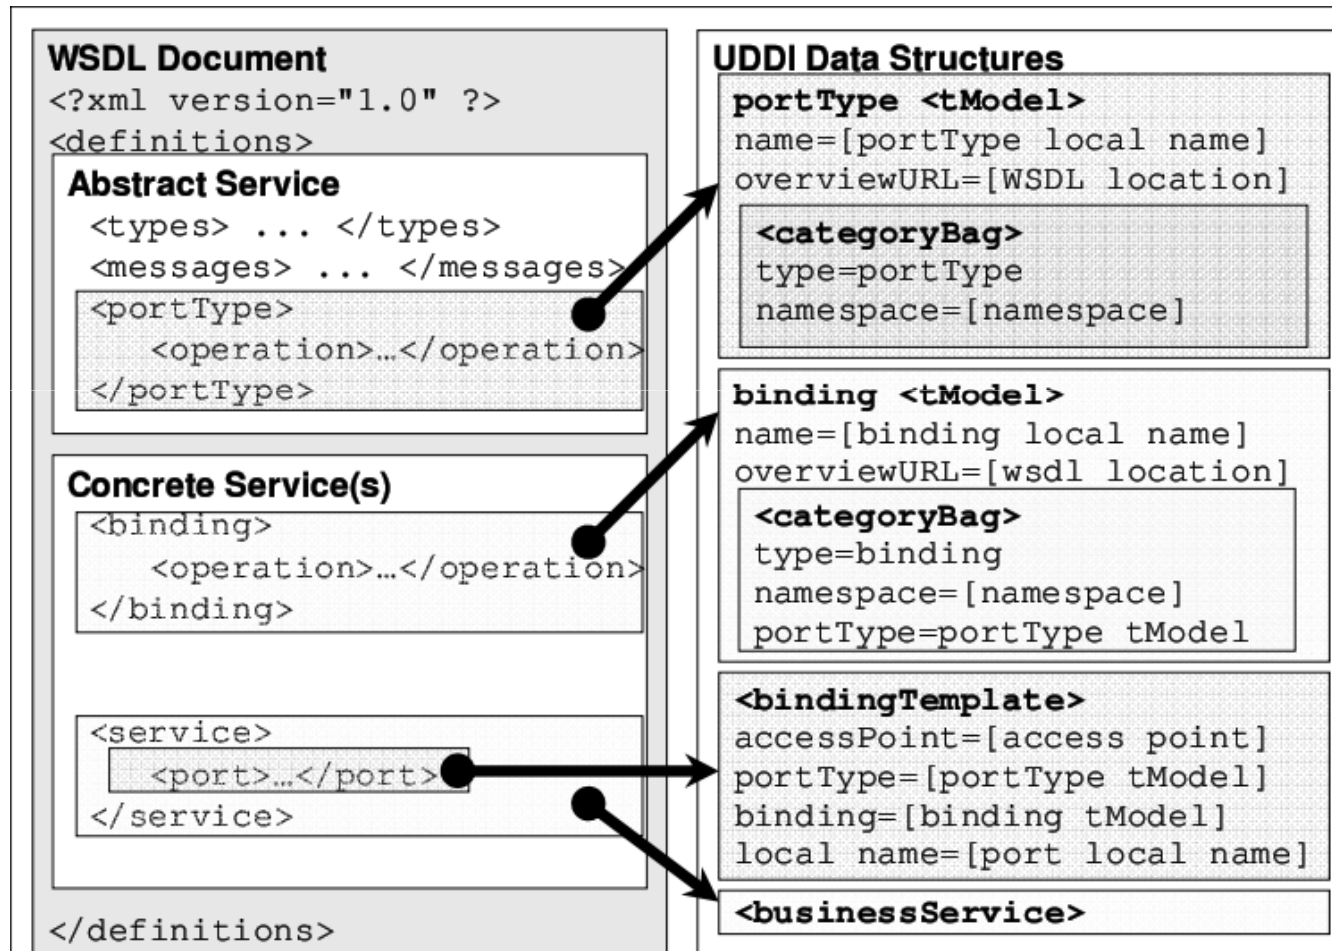 WSDL Document
<?xml version="1.0" ?>
<definitions>
Abstract Service
<types> ... </types>
<messages> ... </messages>
<portType>
<operation>…</operation>
</portType>
Concrete Service(s)
<binding>
<operation>…</operation>
</binding>
<service>
<port>…</port>
</service>
</definitions>
UDDI Data Structures
portType <tModel>
name=[portType local name]
overviewURL=[WSDL location]
<categoryBag>
type=portType
namespace=[namespace]
binding <tModel>
name=[binding local name]
overviewURL=[wsdl location]
<categoryBag>
type=binding
namespace=[namespace]
portType=portType tModel
<bindingTemplate>
accessPoint=[access point]
portType=[portType tModel]
binding=[binding tModel]
local name=[port local name]
<businessService>